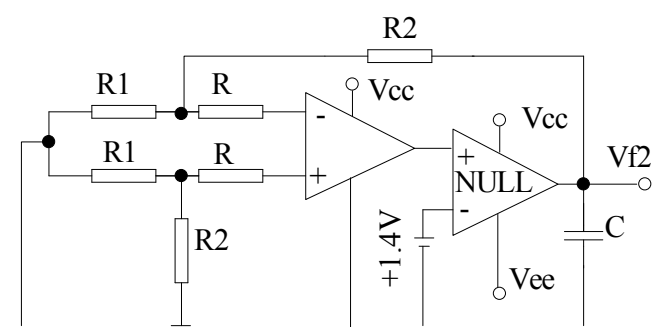 R2
R1
R
Vcc
Vcc
-
R1
R
+
+
NULL
-
Vf2
R2
+1.4V
C
Vee